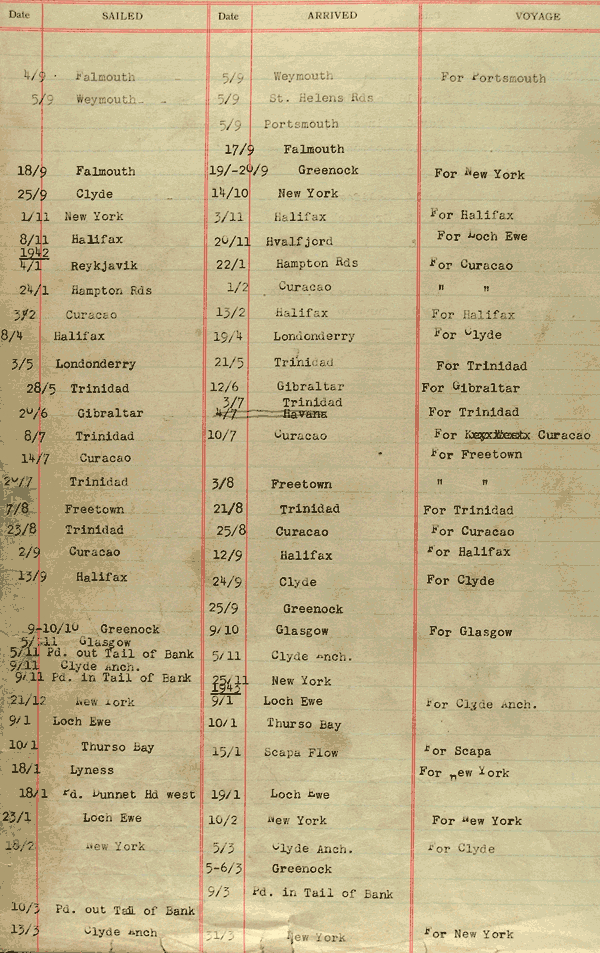 Date SAILED Date ARRIVED VOYAGE
4/9 Falmouth 5/9 Weymouth For Portsmouth
5/9 Weymouth 5/9 St. Helens Rds
5/9 Portsmouth
17/9 Falmouth
18/9 Falmouth 19/-20/9 Greenock For New York
25/9 Clyde 14/10 New York
1/11 New York 3/11 Halifax For Halifax
8/11 Halifax 20/11 Hvalfjord For Loch Ewe
1942
4/1 Reykjavik 22/1 Hampton Rds For Curacao
24/1 Hampton Rds 1/2 Curacao " "
3/2 Curacao 13/2 Halifax For Halifax
8/4 Halifax 19/4 Londonderry For Clyde
3/5 Londonderry 21/5 Trinidad For Trinidad
28/5 Trinidad 12/6 Gibraltar For Gibraltar
3/7 Trinidad
20/6 Gibraltar 4/7 Havana For Trinidad
8/7 Trinidad 10/7 Curacao For Curacao
14/7 Curacao For Freetown
20/7 Trinidad 3/8 Freetown " "
7/8 Freetown 21/8 Trinidad For Trinidad
23/8 Trinidad 25/8 Curacao For Curacao
2/9 Curacao 12/9 Halifax For Halifax
13/9 Halifax 24/9 Clyde For Clyde
25/9 Greenock
9-10/10 Greenock 9/10 Glasgow For Glasgow
5/11 Glasgow
5/11 Pd. out Tail of Bank 5/11 Clyde Anch.
9/11 Clyde Anch.
9/11 Pd. in Tail of Bank 25/11 New York
1943
21/12 New York 9/1 Loch Ewe For Clyde Anch.
9/1 Loch Ewe 10/1 Thurso Bay
10/1 Thurso Bay 15/1 Scapa Flow For Scapa
18/1 Lyness For New York
18/1 Pd. Dunnet Hd west 19/1 Loch Ewe
23/1 Loch Ewe 10/2 New York For New York
18/2 New York 5/3 Clyde Anch. For Clyde
5-6/3 Greenock
9/3 Pd. in Tail of Bank
10/3 Pd. out Tail of Bank
13/3 Clyde Anch 31/3 New York For New York